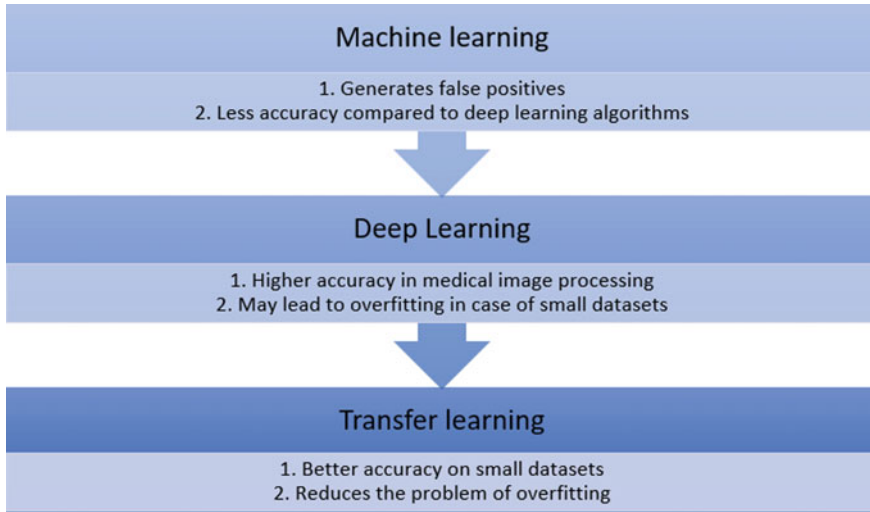 Machine learning
1. Generates false positives
2. Less accuracy compared to deep learning algorithms
Deep Learning
1. Higher accuracy in medical image processing
2. May lead to overfitting in case of small datasets
Transfer learning
1. Better accuracy on small datasets
2. Reduces the problem of overfitting